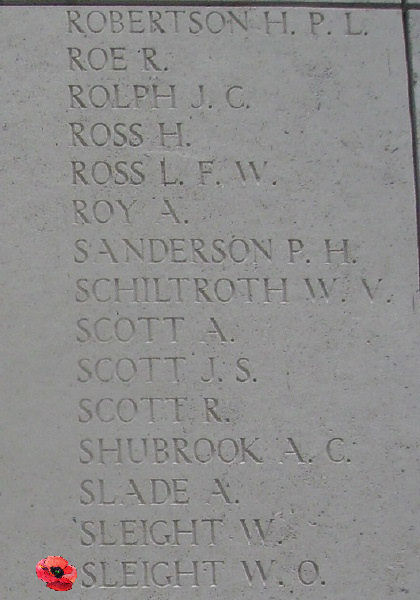 ROBERTSON H. P. L.
ROE R.
ROLPH J. C.
ROSS H.
ROSS L. F. W.
ROY A.
SANDERSON P. H.
SCHILTROTH W. V.
SCOTT A.
SCOTT J. S.
SCOTT R.
SHUBROOK A. C.
SLADE A.
SLEIGHT W.
SLEIGHT W. O.